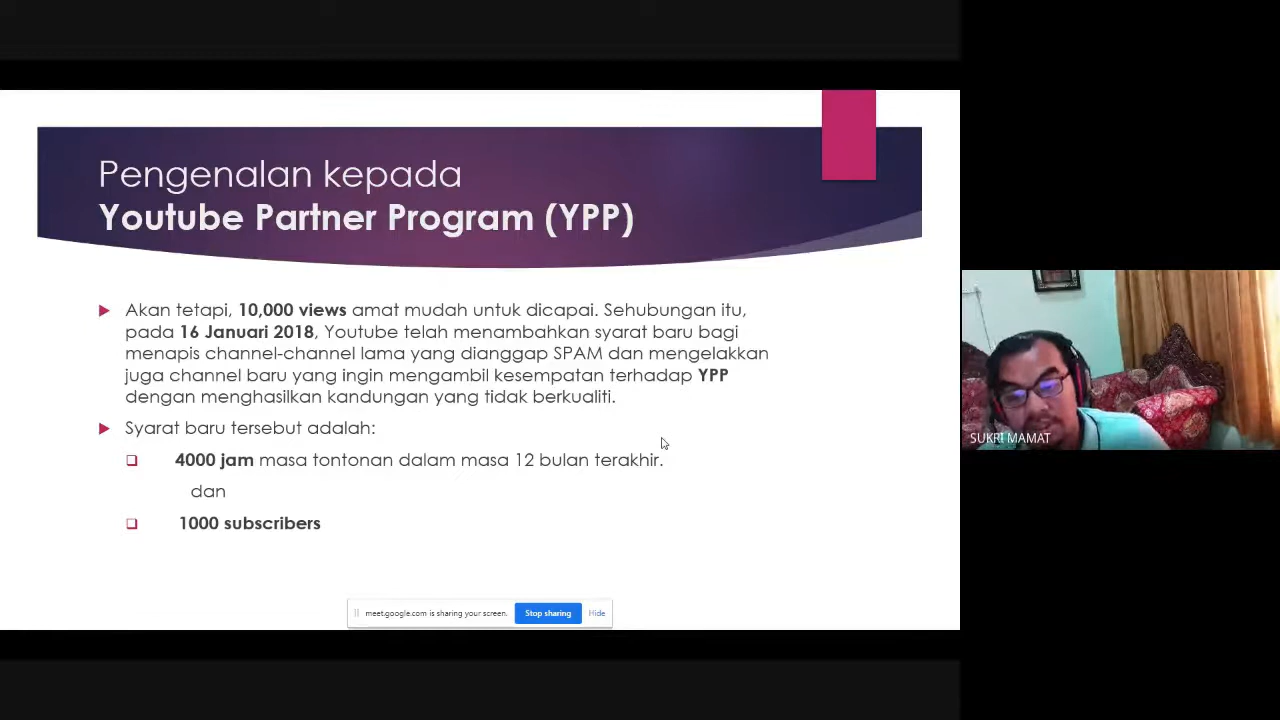 Pengenalan kepada
Youtube Partner Program (YPP)
Akan tetapi, 10,000 views amat mudah untuk dicapai. Sehubungan itu,
pada 16 Januari 2018, Youtube telah menambahkan syarat baru bagi
menapis channel-channel lama yang dianggap SPAM dan mengelakkan
juga channel baru yang ingin mengambil kesempatan terhadap YPP
dengan menghasilkan kandungan yang tidak berkualiti.
Syarat baru tersebut adalah:
4000 jam masa tontonan dalam masa 12 bulan terakhir.
dan
1000 subscribers
meet.google.com is sharing your screen. Stop sharing Hide
SUKRI MAMAT